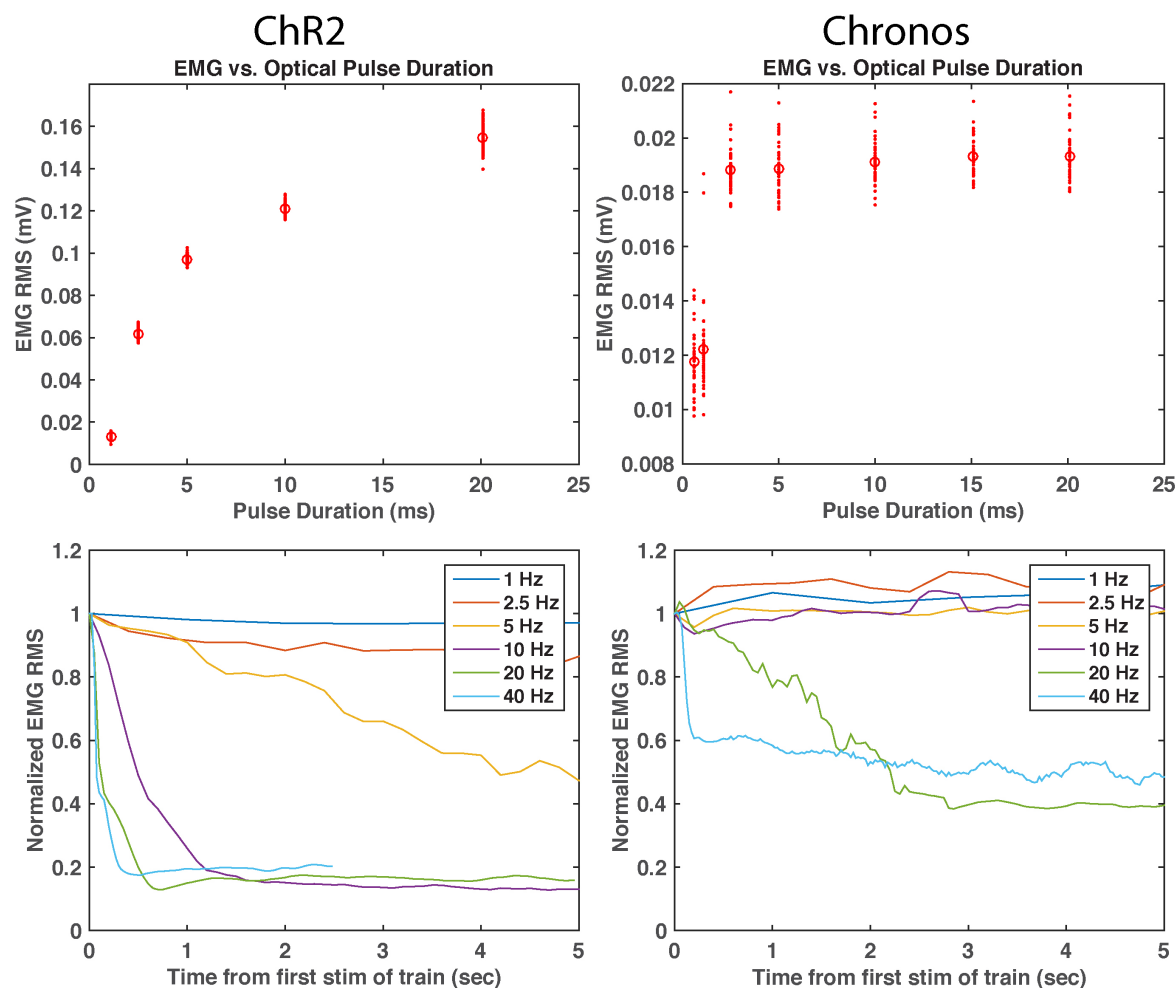 ChR2
EMG vs. Optical Pulse Duration
EMG RMS (mV)
0.16
0.14
0.12
0.1
0.08
0.06
0.04
0.02
0
0 5 10 15 20 25
Pulse Duration (ms)
Chronos
EMG vs. Optical Pulse Duration
EMG RMS (mV)
0.022
0.02
0.018
0.016
0.014
0.012
0.01
0.008
0 5 10 15 20 25
Pulse Duration (ms)
Normalized EMG RMS
1.2
1
0.8
0.6
0.4
0.2
0
1 Hz
2.5 Hz
5 Hz
10 Hz
20 Hz
40 Hz
0 1 2 3 4 5
Time from first stim of train (sec)
Normalized EMG RMS
1.2
1
0.8
0.6
0.4
0.2
0
1 Hz
2.5 Hz
5 Hz
10 Hz
20 Hz
40 Hz
0 1 2 3 4 5
Time from first stim of train (sec)